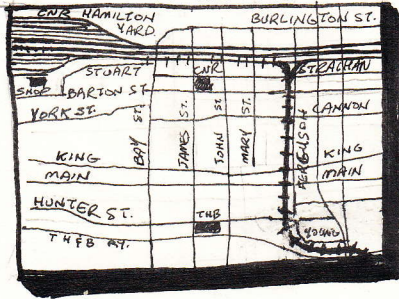 CNR HAMILTON
YARD
BURLINGTON ST.
STUART
CNR
STRACHAN
SHOP
BARTON ST.
YORK ST.
CANNON
BAY ST.
JAMES ST.
JOHN ST.
MARY ST.
FERGUSON
KING
KING
MAIN
MAIN
HUNTER ST.
THB
YOUNG
TH&B RY.